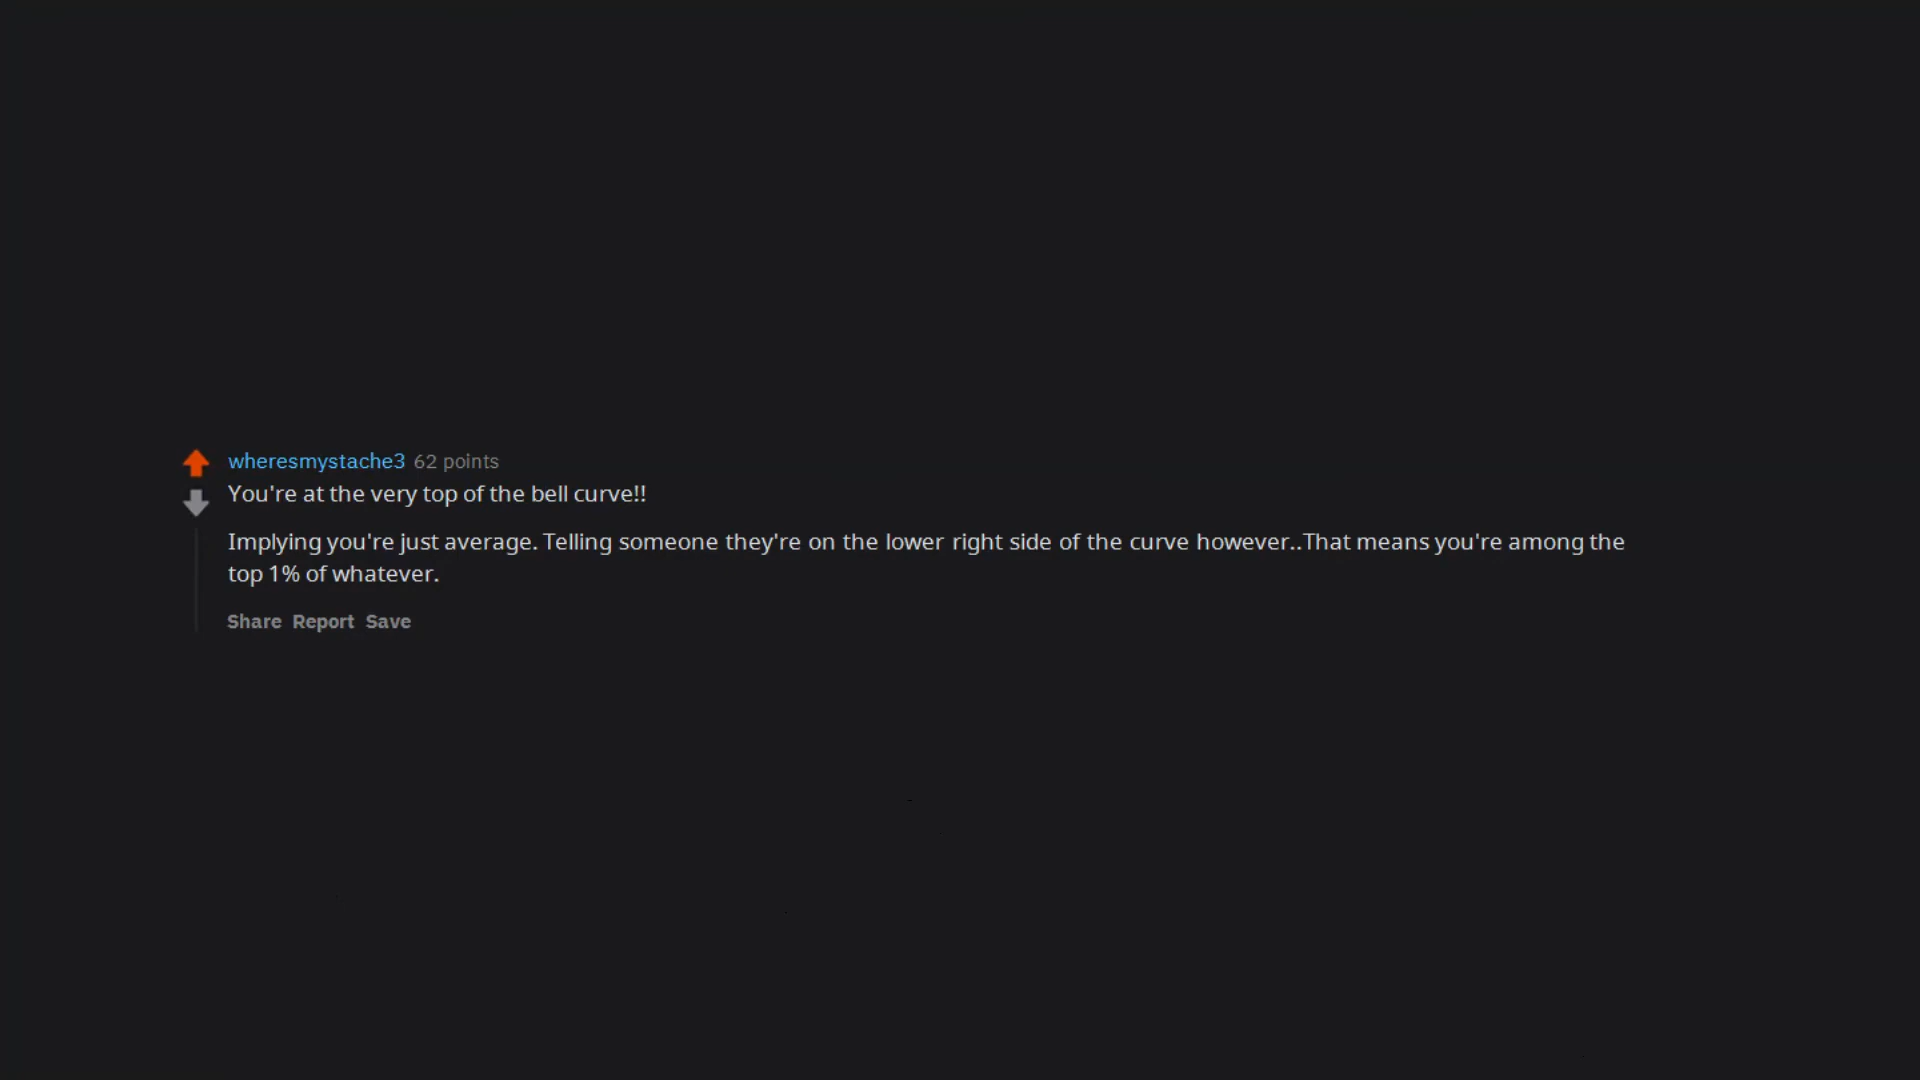 wheresmystache3 62 points
You're at the very top of the bell curve!!
Implying you're just average. Telling someone they're on the lower right side of the curve however..That means you're among the
top 1% of whatever.
Share Report Save